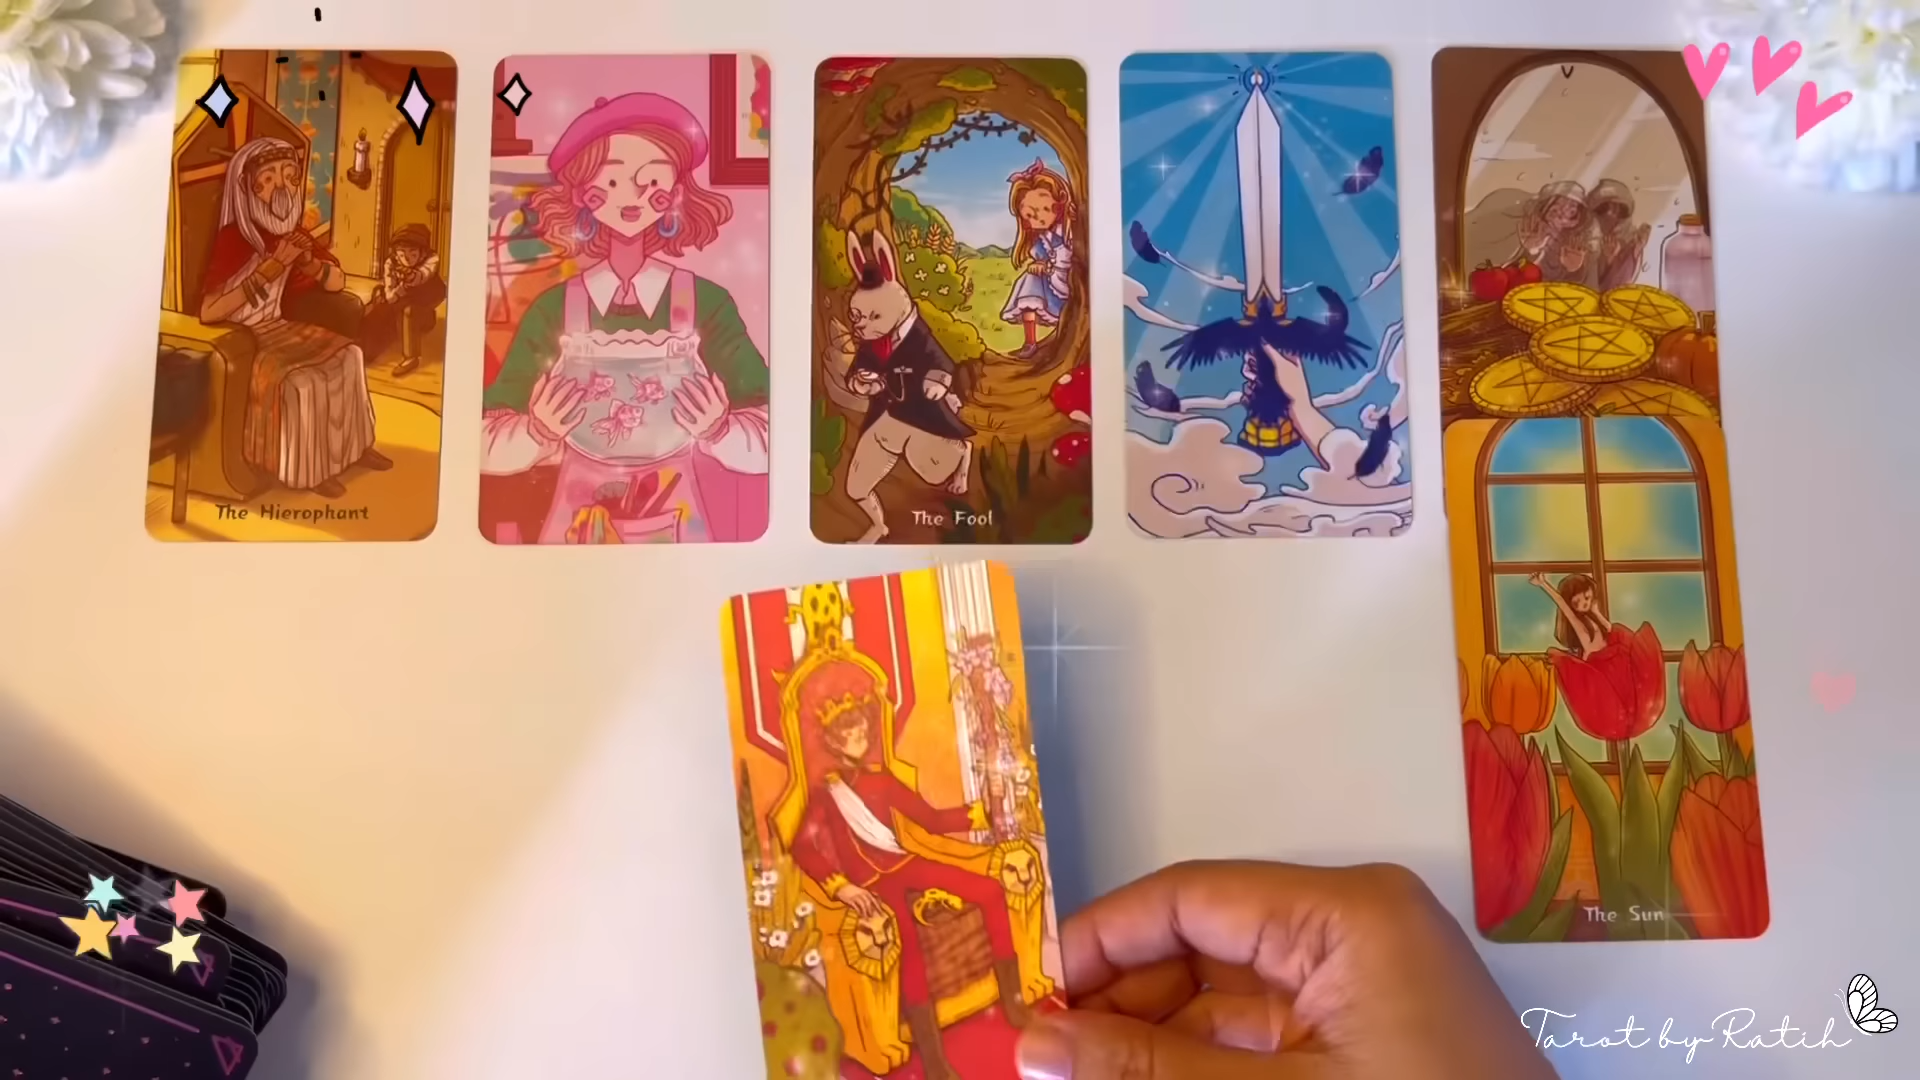 The Hierophant
The Fool
The Sun
Tarot by Ratih